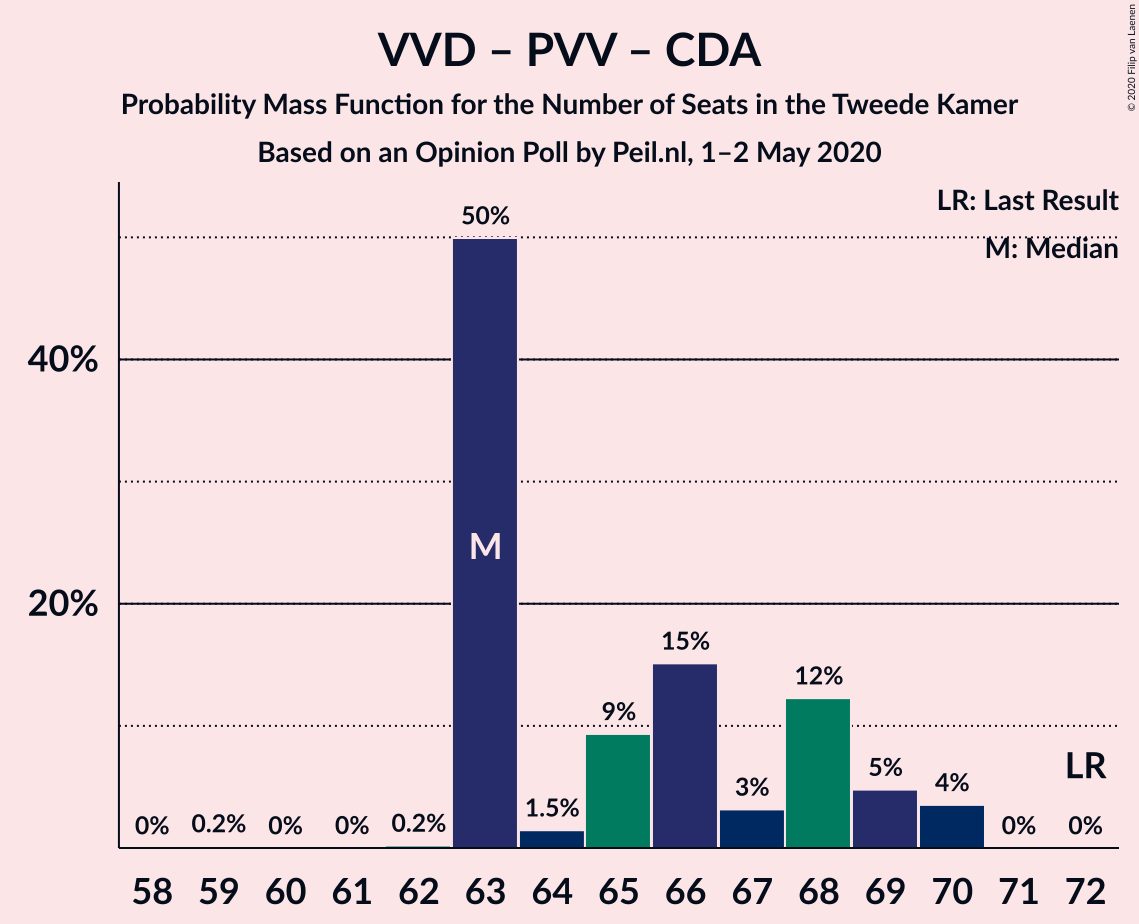 VVD – PVV – CDA
Probability Mass Function for the Number of Seats in the Tweede Kamer
Based on an Opinion Poll by Peil.nl, 1–2 May 2020
© 2020 Filip van Laenen
LR: Last Result
M: Median
50%
40%
20%
M
15%
12%
9%
5%
4%
3%
1.5%
LR
0% 0.2% 0% 0% 0.2% 0% 0%
58 59 60 61 62 63 64 65 66 67 68 69 70 71 72